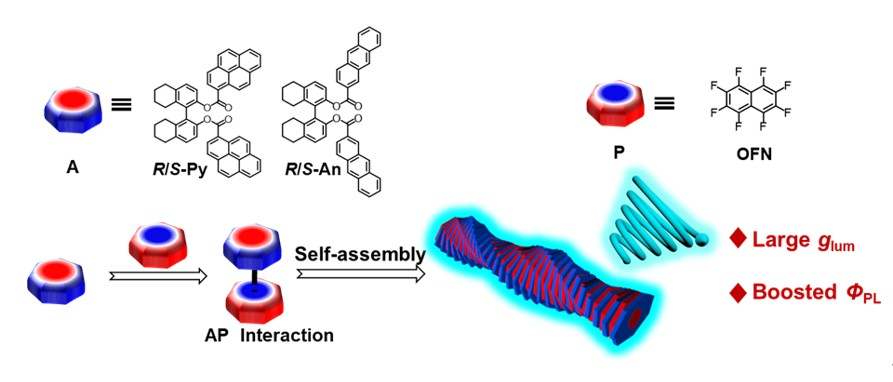 A
≡
R/S-Py
O
O
O
O
R/S-An
O
O
O
O
P
≡
F F
F F
F F
F F
OFN
Self-assembly
AP Interaction
◆ Large glum
◆ Boosted ΦPL